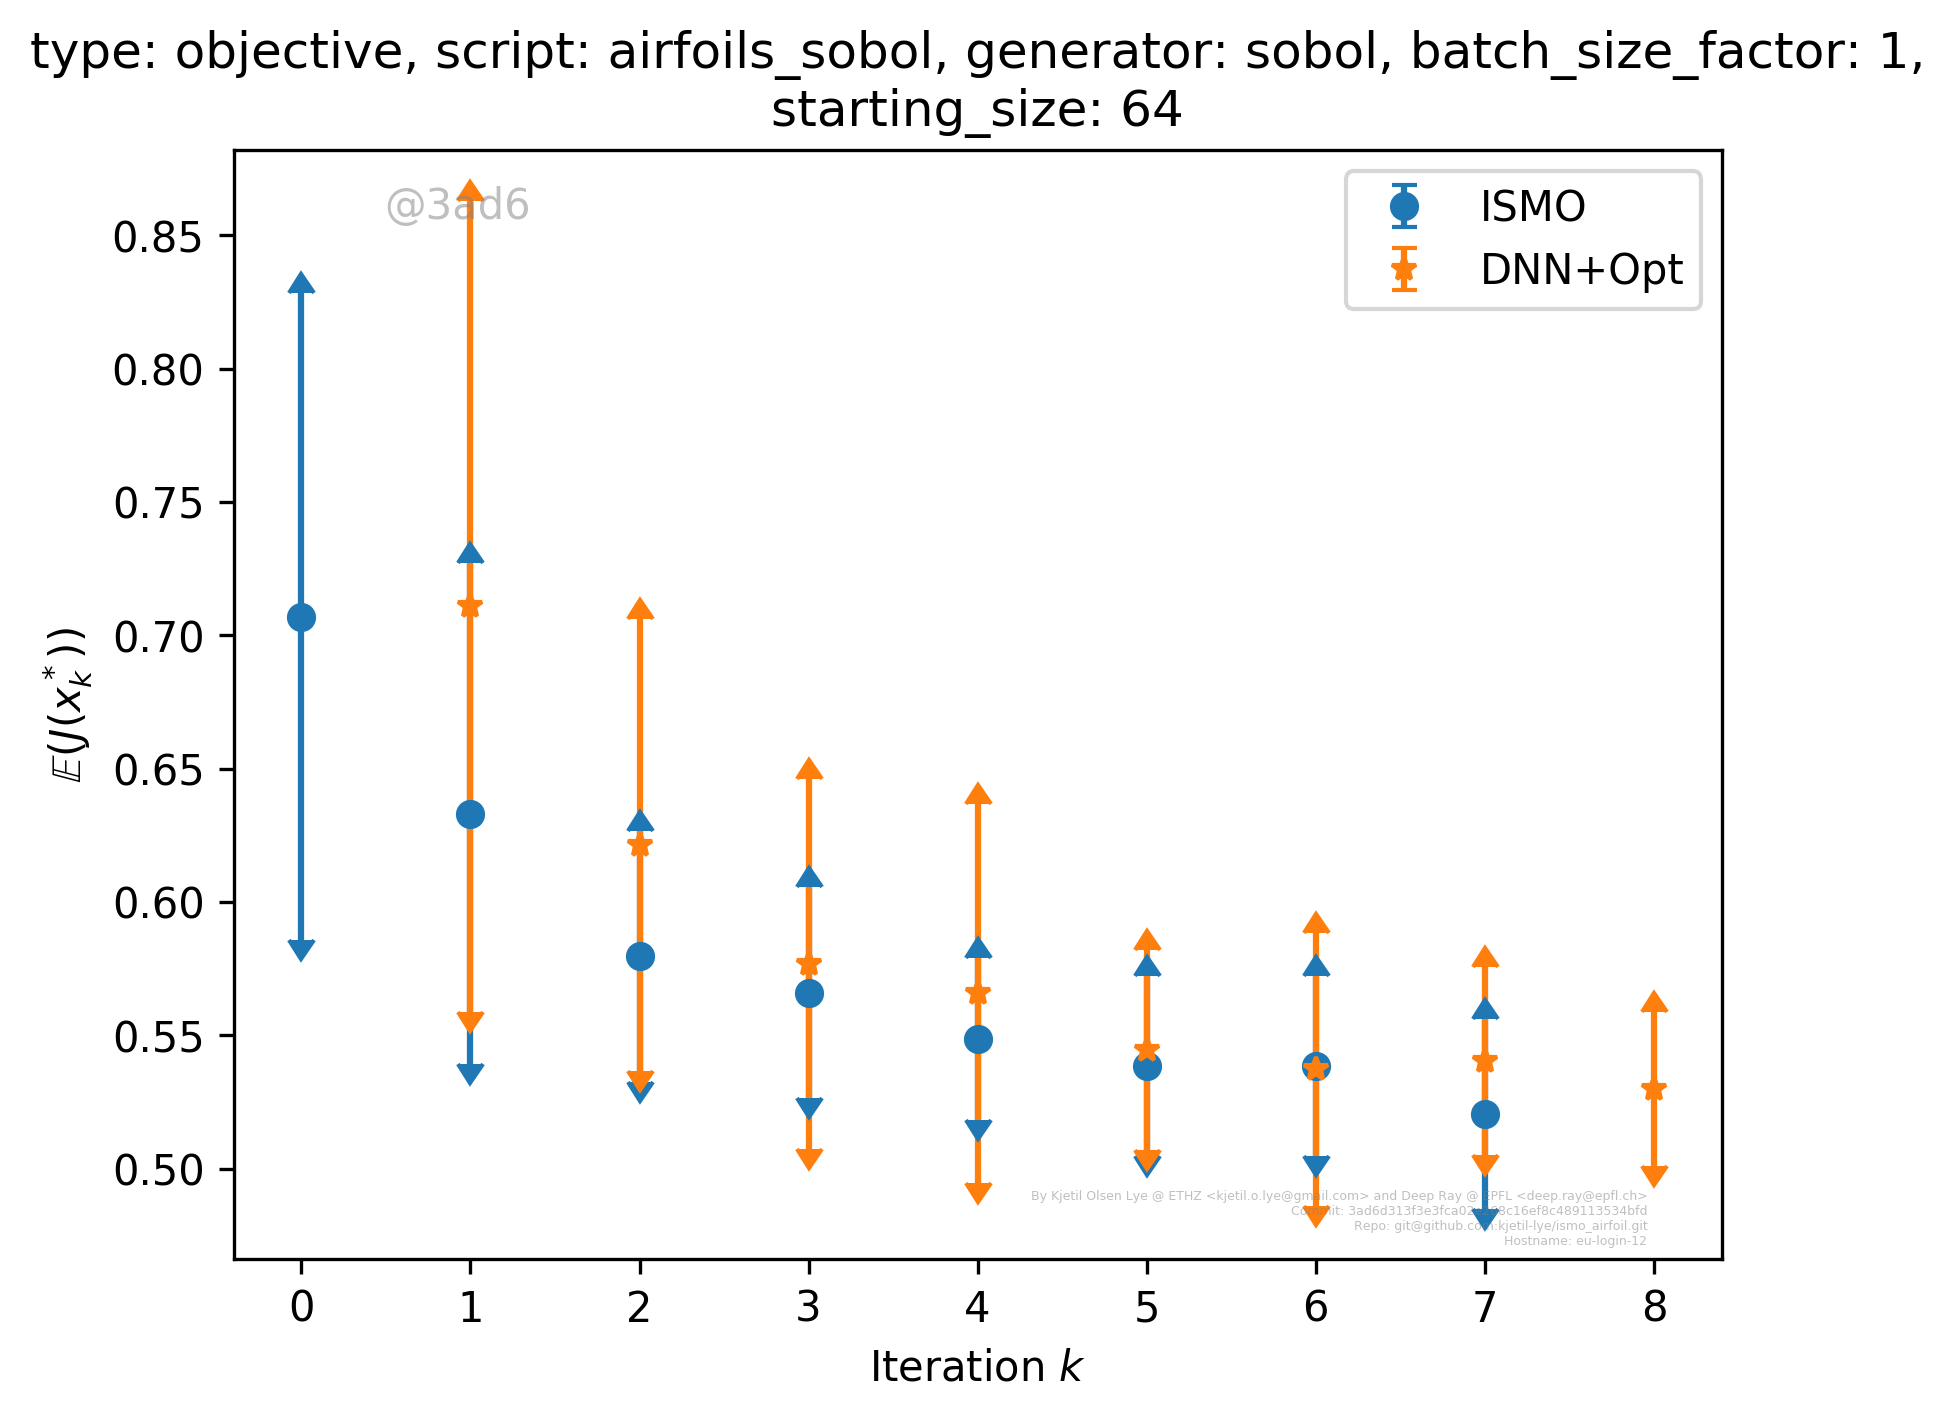 type: objective, script: airfoils_sobol, generator: sobol, batch_size_factor: 1,
starting_size: 64
@3ad6
ISMO
DNN+Opt
0.85
0.80
0.75
0.70
0.65
0.60
0.55
0.50
𝔼(J(x*k))
By Kjetil Olsen Lye @ ETHZ <kjetil.o.lye@gmail.com> and Deep Ray @ EPFL <deep.ray@epfl.ch>
Repo: git@github.com:kjetil-lye/ismo_airfoil.git
Hostname: eu-login-12
0 1 2 3 4 5 6 7 8
Iteration k